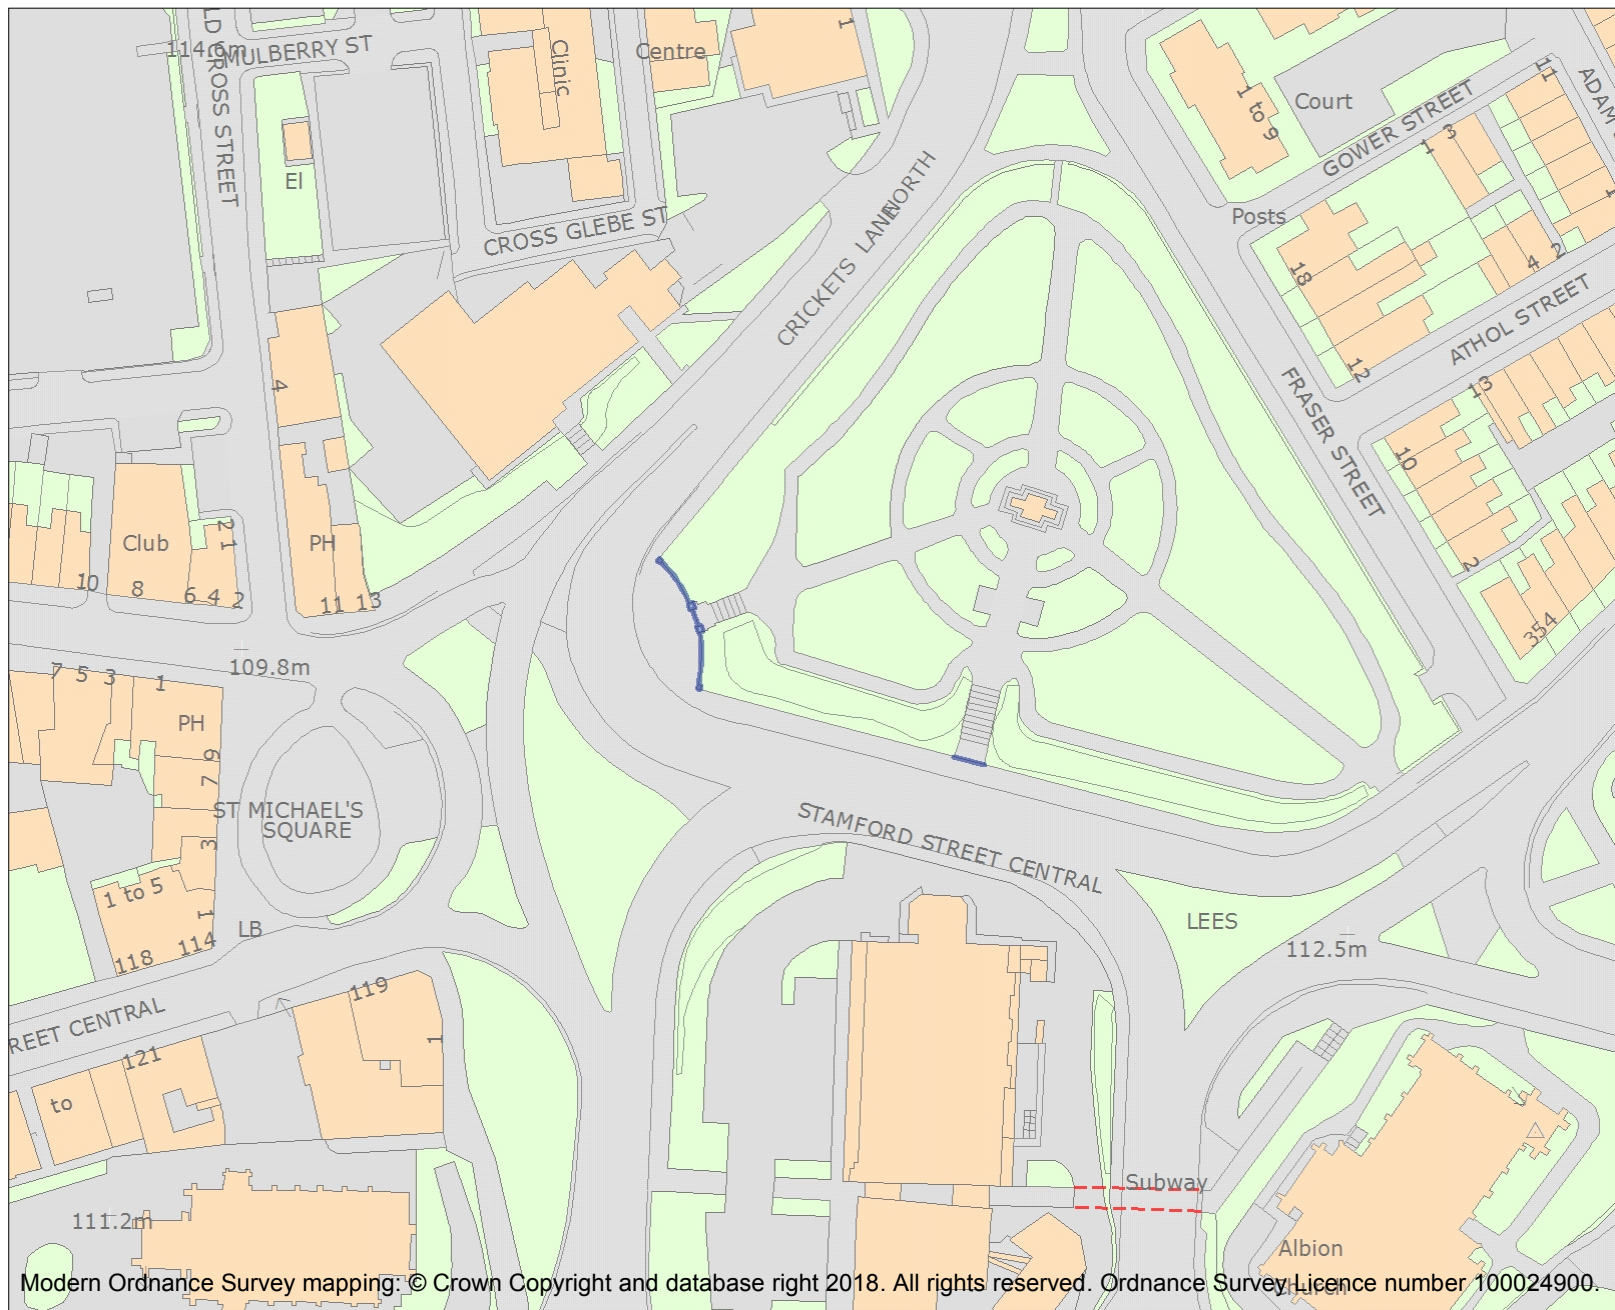 114.6m
MULBERRY ST
LD CROSS STREET
Clinic
Centre
1
1 to 9
Court
11
ADAM
GOWER STREET
1 3
El
CROSS GLEBE ST
CRICKETS LANE
NORTH
Posts
18
4 2
12
ATHOL STREET
13
FRASER STREET
10
2
354
4
Club
2 1
PH
10
8
6 4 2
11 13
109.8m
7 5 3 1
PH
9
7
ST MICHAEL'S
SQUARE
3
1 to 5
1
LB
118
114
STAMFORD STREET CENTRAL
LEES
112.5m
REET CENTRAL
119
1
121
to
Subway
111.2m
Albion
Church
Modern Ordnance Survey mapping: © Crown Copyright and database right 2018. All rights reserved. Ordnance Survey Licence number 100024900.